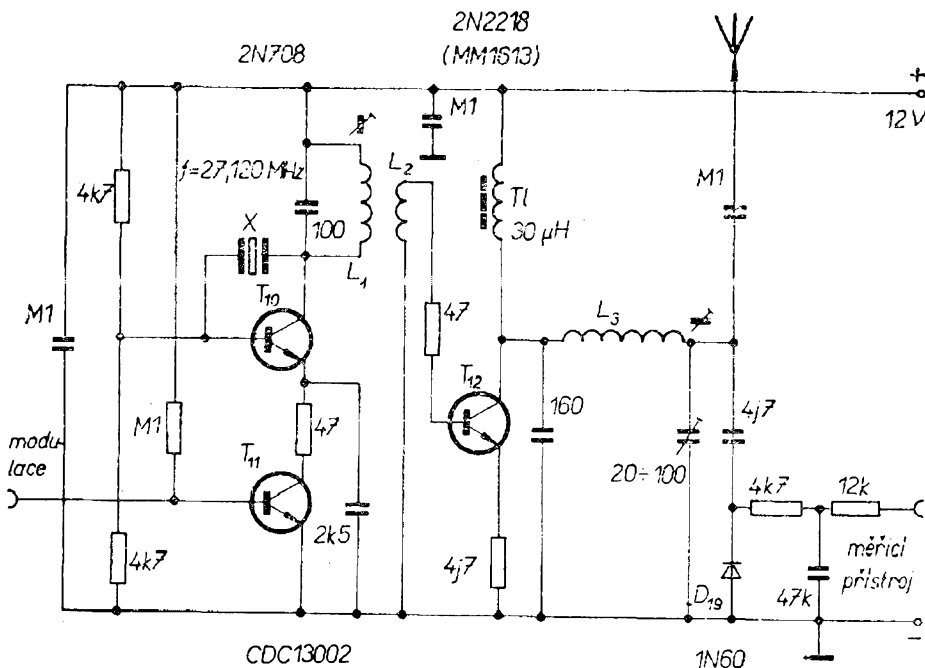 2N2218
2N708
(MM1613)
+
12 V
M1
L₂
f=27,120 MHz
4k7
100
X
L₁
Tl
30 µH
M1
T₁₀
47
L₃
M1
T₁₂
160
4j7
20÷100
M1
47
modu-
lace
T₁₁
2k5
4k7
12k
4k7
4j7
D₁₉
47k
měřicí
přístroj
−
CDC13002
1N60